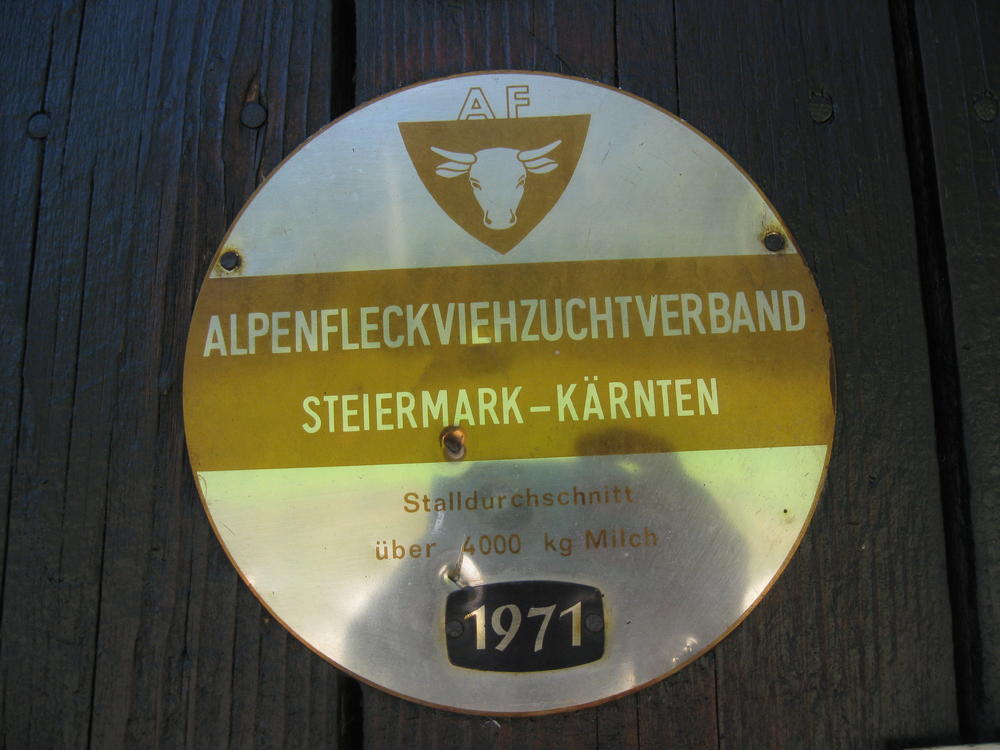 AF
ALPENFLECKVIEHZUCHTVERBAND
STEIERMARK-KÄRNTEN
Stalldurchschnitt
über 4000 kg Milch
1971